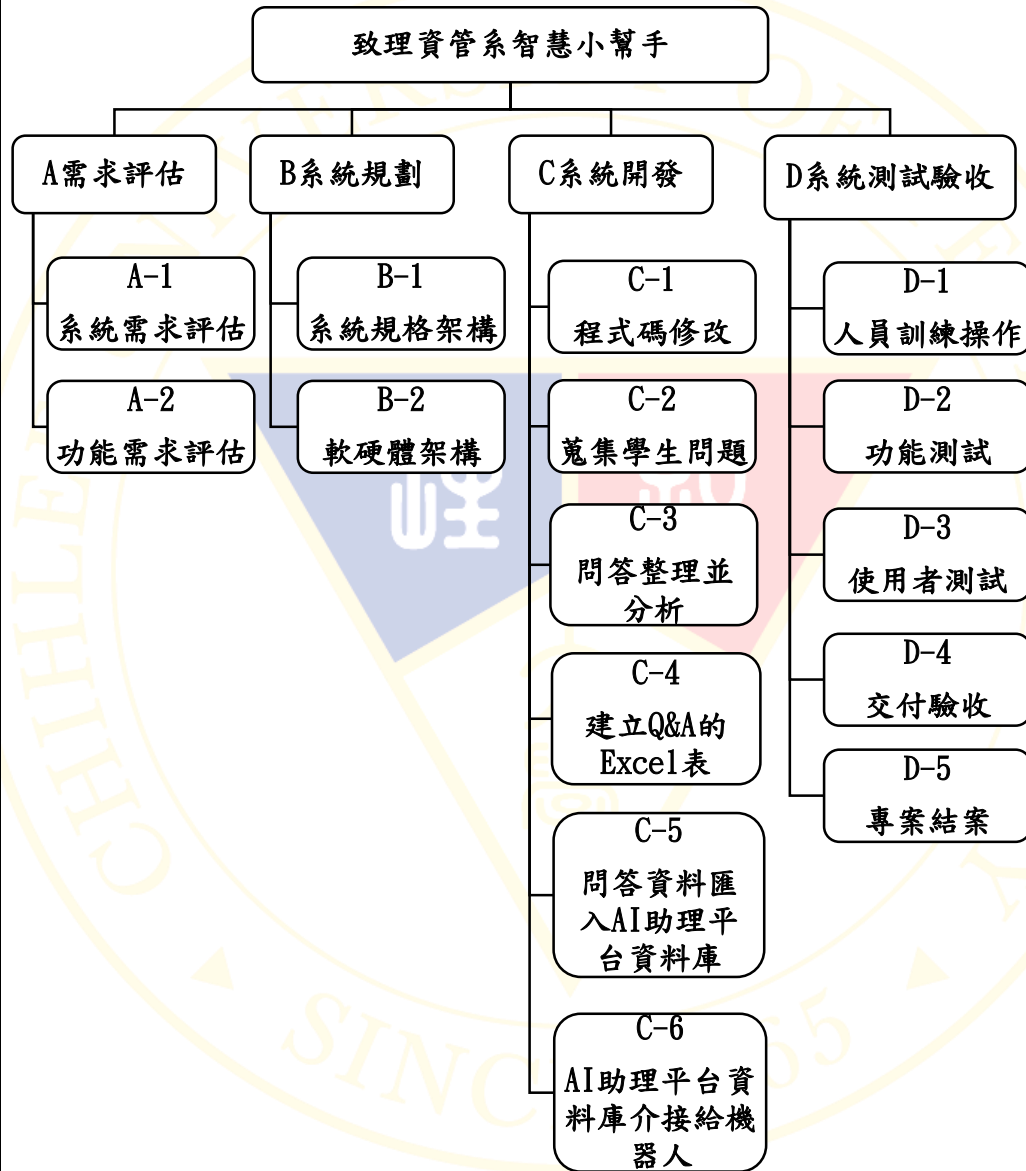 致理資管系智慧小幫手
A需求評估
B系統規劃
C系統開發
D系統測試驗收
A-1
系統需求評估
A-2
功能需求評估
B-1
系統規格架構
B-2
軟硬體架構
C-1
程式碼修改
C-2
蒐集學生問題
C-3
問答整理並
分析
C-4
建立Q&A的
Excel表
C-5
問答資料匯
入AI助理平
台資料庫
C-6
AI助理平台資
料庫介接給機
器人
D-1
人員訓練操作
D-2
功能測試
D-3
使用者測試
D-4
交付驗收
D-5
專案結案